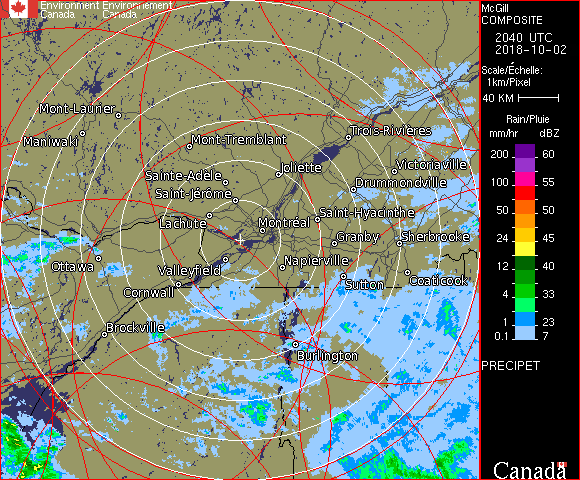 Environment Environnement
Canada Canada
McGill
COMPOSITE
2040 UTC
2018-10-02
Scale/Échelle:
1km/Pixel
40 KM
Rain/Pluie
mm/hr dBZ
200 60
100 55
50 50
24 45
12 40
4 33
1 23
0.1 7
PRECIPET
Mont-Laurier
Maniwaki
Mont-Tremblant
Trois-Rivières
Sainte-Adèle
Joliette
Victoriaville
Saint-Jérôme
Drummondville
Lachute
Montréal
Saint-Hyacinthe
Granby
Sherbrooke
Ottawa
Valleyfield
Napierville
Cornwall
Sutton
Coaticook
Brockville
Burlington
Canada